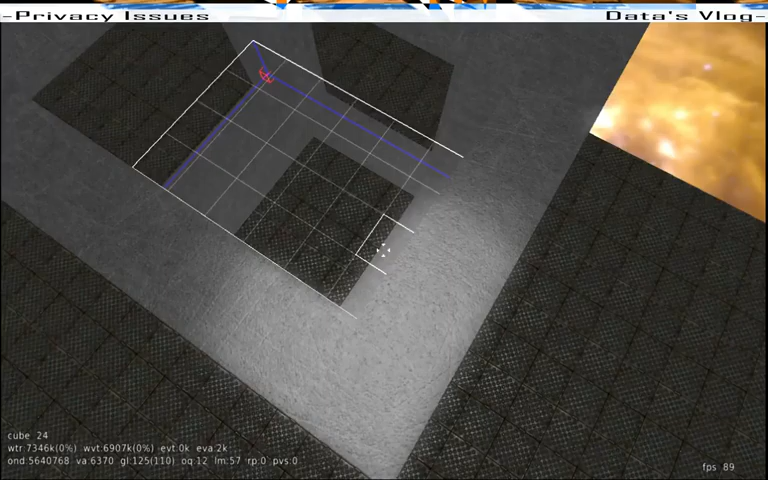 -Privacy Issues
Data's Vlog-
cube 24
wtr:7346k(0%) wvt:6907k(0%) evt:0k eva:2k
ond:5640768 va:6370 gl:125(110) oq:12 lm:57 rp:0 pvs:0
fps 89